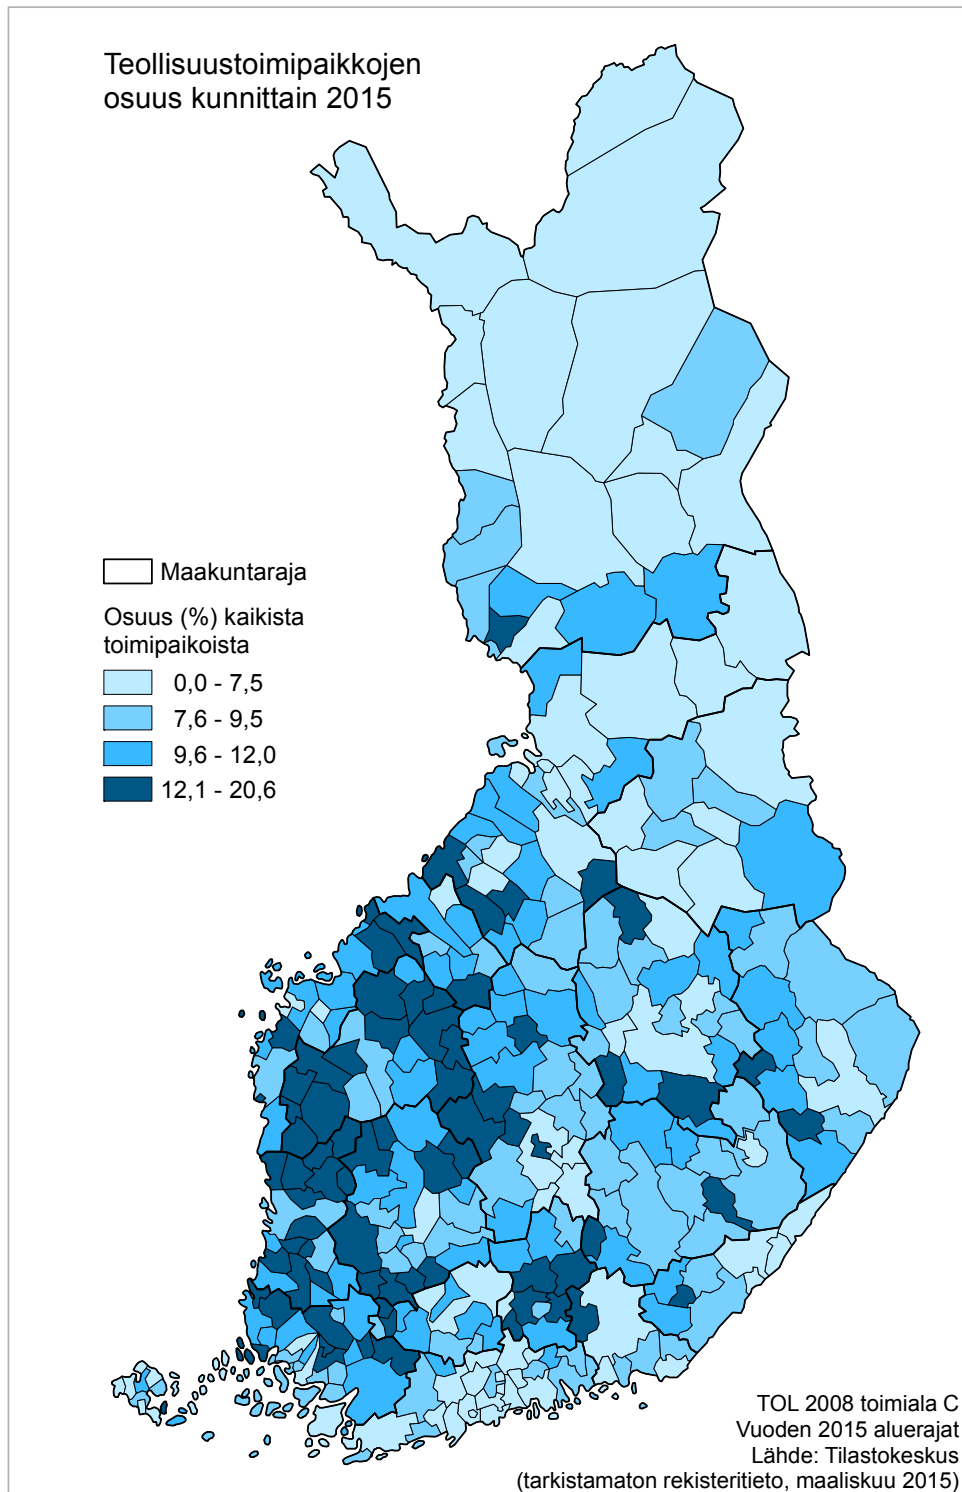 Teollisuustoimipaikkojen
osuus kunnittain 2015
Maakuntaraja
Osuus (%) kaikista
toimipaikoista
0,0 - 7,5
7,6 - 9,5
9,6 - 12,0
12,1 - 20,6
TOL 2008 toimiala C
Vuoden 2015 aluerajat
Lähde: Tilastokeskus
(tarkistamaton rekisteritieto, maaliskuu 2015)